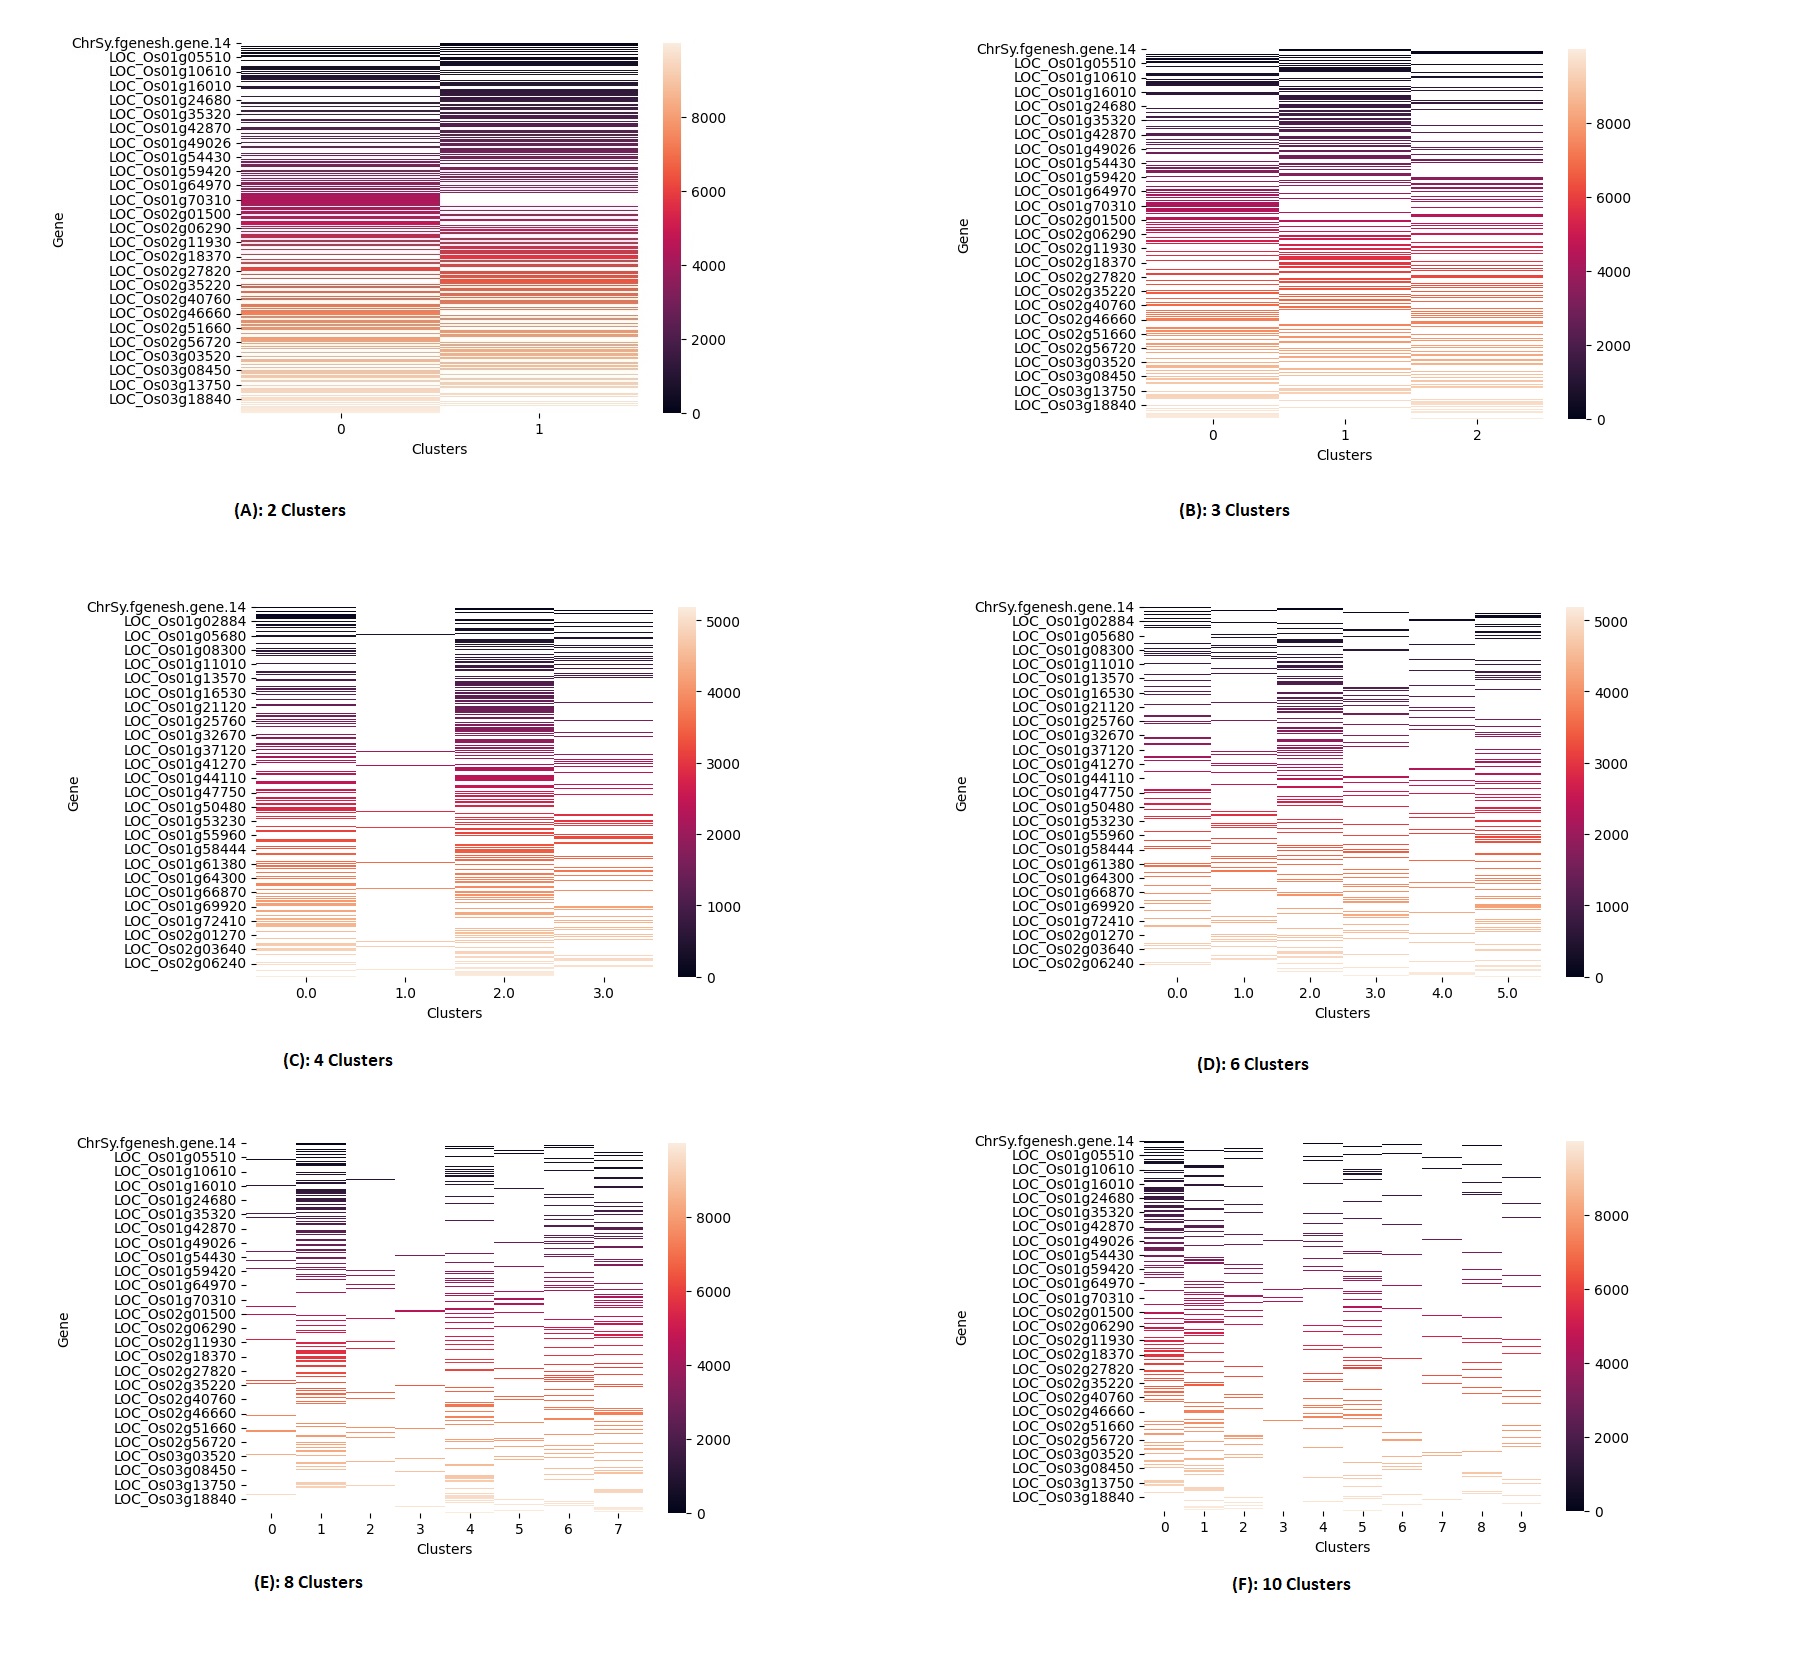 ChrSy.fgenesh.gene.14
LOC_Os01g05510
LOC_Os01g10610
LOC_Os01g16010
LOC_Os01g24680
LOC_Os01g35320
LOC_Os01g42870
LOC_Os01g49026
LOC_Os01g54430
LOC_Os01g59420
LOC_Os01g64970
LOC_Os01g70310
LOC_Os02g01500
LOC_Os02g06290
LOC_Os02g11930
LOC_Os02g18370
LOC_Os02g27820
LOC_Os02g35220
LOC_Os02g40760
LOC_Os02g46660
LOC_Os02g51660
LOC_Os02g56720
LOC_Os03g03520
LOC_Os03g08450
LOC_Os03g13750
LOC_Os03g18840
Gene
0 1
Clusters
8000
6000
4000
2000
0
(A): 2 Clusters
ChrSy.fgenesh.gene.14
LOC_Os01g05510
LOC_Os01g10610
LOC_Os01g16010
LOC_Os01g24680
LOC_Os01g35320
LOC_Os01g42870
LOC_Os01g49026
LOC_Os01g54430
LOC_Os01g59420
LOC_Os01g64970
LOC_Os01g70310
LOC_Os02g01500
LOC_Os02g06290
LOC_Os02g11930
LOC_Os02g18370
LOC_Os02g27820
LOC_Os02g35220
LOC_Os02g40760
LOC_Os02g46660
LOC_Os02g51660
LOC_Os02g56720
LOC_Os03g03520
LOC_Os03g08450
LOC_Os03g13750
LOC_Os03g18840
Gene
0 1 2
Clusters
8000
6000
4000
2000
0
(B): 3 Clusters
ChrSy.fgenesh.gene.14
LOC_Os01g02884
LOC_Os01g05680
LOC_Os01g08300
LOC_Os01g11010
LOC_Os01g13570
LOC_Os01g16530
LOC_Os01g21120
LOC_Os01g25760
LOC_Os01g32670
LOC_Os01g37120
LOC_Os01g41270
LOC_Os01g44110
LOC_Os01g47750
LOC_Os01g50480
LOC_Os01g53230
LOC_Os01g55960
LOC_Os01g58444
LOC_Os01g61380
LOC_Os01g64300
LOC_Os01g66870
LOC_Os01g69920
LOC_Os01g72410
LOC_Os02g01270
LOC_Os02g03640
LOC_Os02g06240
Gene
0.0 1.0 2.0 3.0
Clusters
5000
4000
3000
2000
1000
0
(C): 4 Clusters
ChrSy.fgenesh.gene.14
LOC_Os01g02884
LOC_Os01g05680
LOC_Os01g08300
LOC_Os01g11010
LOC_Os01g13570
LOC_Os01g16530
LOC_Os01g21120
LOC_Os01g25760
LOC_Os01g32670
LOC_Os01g37120
LOC_Os01g41270
LOC_Os01g44110
LOC_Os01g47750
LOC_Os01g50480
LOC_Os01g53230
LOC_Os01g55960
LOC_Os01g58444
LOC_Os01g61380
LOC_Os01g64300
LOC_Os01g66870
LOC_Os01g69920
LOC_Os01g72410
LOC_Os02g01270
LOC_Os02g03640
LOC_Os02g06240
Gene
0.0 1.0 2.0 3.0 4.0 5.0
Clusters
5000
4000
3000
2000
1000
0
(D): 6 Clusters
ChrSy.fgenesh.gene.14
LOC_Os01g05510
LOC_Os01g10610
LOC_Os01g16010
LOC_Os01g24680
LOC_Os01g35320
LOC_Os01g42870
LOC_Os01g49026
LOC_Os01g54430
LOC_Os01g59420
LOC_Os01g64970
LOC_Os01g70310
LOC_Os02g01500
LOC_Os02g06290
LOC_Os02g11930
LOC_Os02g18370
LOC_Os02g27820
LOC_Os02g35220
LOC_Os02g40760
LOC_Os02g46660
LOC_Os02g51660
LOC_Os02g56720
LOC_Os03g03520
LOC_Os03g08450
LOC_Os03g13750
LOC_Os03g18840
Gene
0 1 2 3 4 5 6 7
Clusters
8000
6000
4000
2000
0
(E): 8 Clusters
ChrSy.fgenesh.gene.14
LOC_Os01g05510
LOC_Os01g10610
LOC_Os01g16010
LOC_Os01g24680
LOC_Os01g35320
LOC_Os01g42870
LOC_Os01g49026
LOC_Os01g54430
LOC_Os01g59420
LOC_Os01g64970
LOC_Os01g70310
LOC_Os02g01500
LOC_Os02g06290
LOC_Os02g11930
LOC_Os02g18370
LOC_Os02g27820
LOC_Os02g35220
LOC_Os02g40760
LOC_Os02g46660
LOC_Os02g51660
LOC_Os02g56720
LOC_Os03g03520
LOC_Os03g08450
LOC_Os03g13750
LOC_Os03g18840
Gene
0 1 2 3 4 5 6 7 8 9
Clusters
8000
6000
4000
2000
0
(F): 10 Clusters